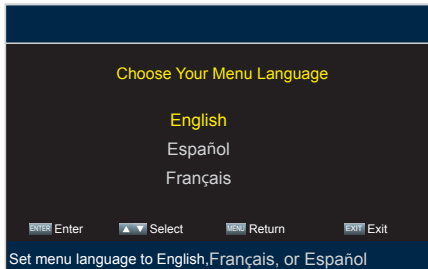 Choose Your Menu Language
English
Español
Français
ENTER Enter ▲ ▼ Select MENU Return EXIT Exit
Set menu language to English,Français, or Español